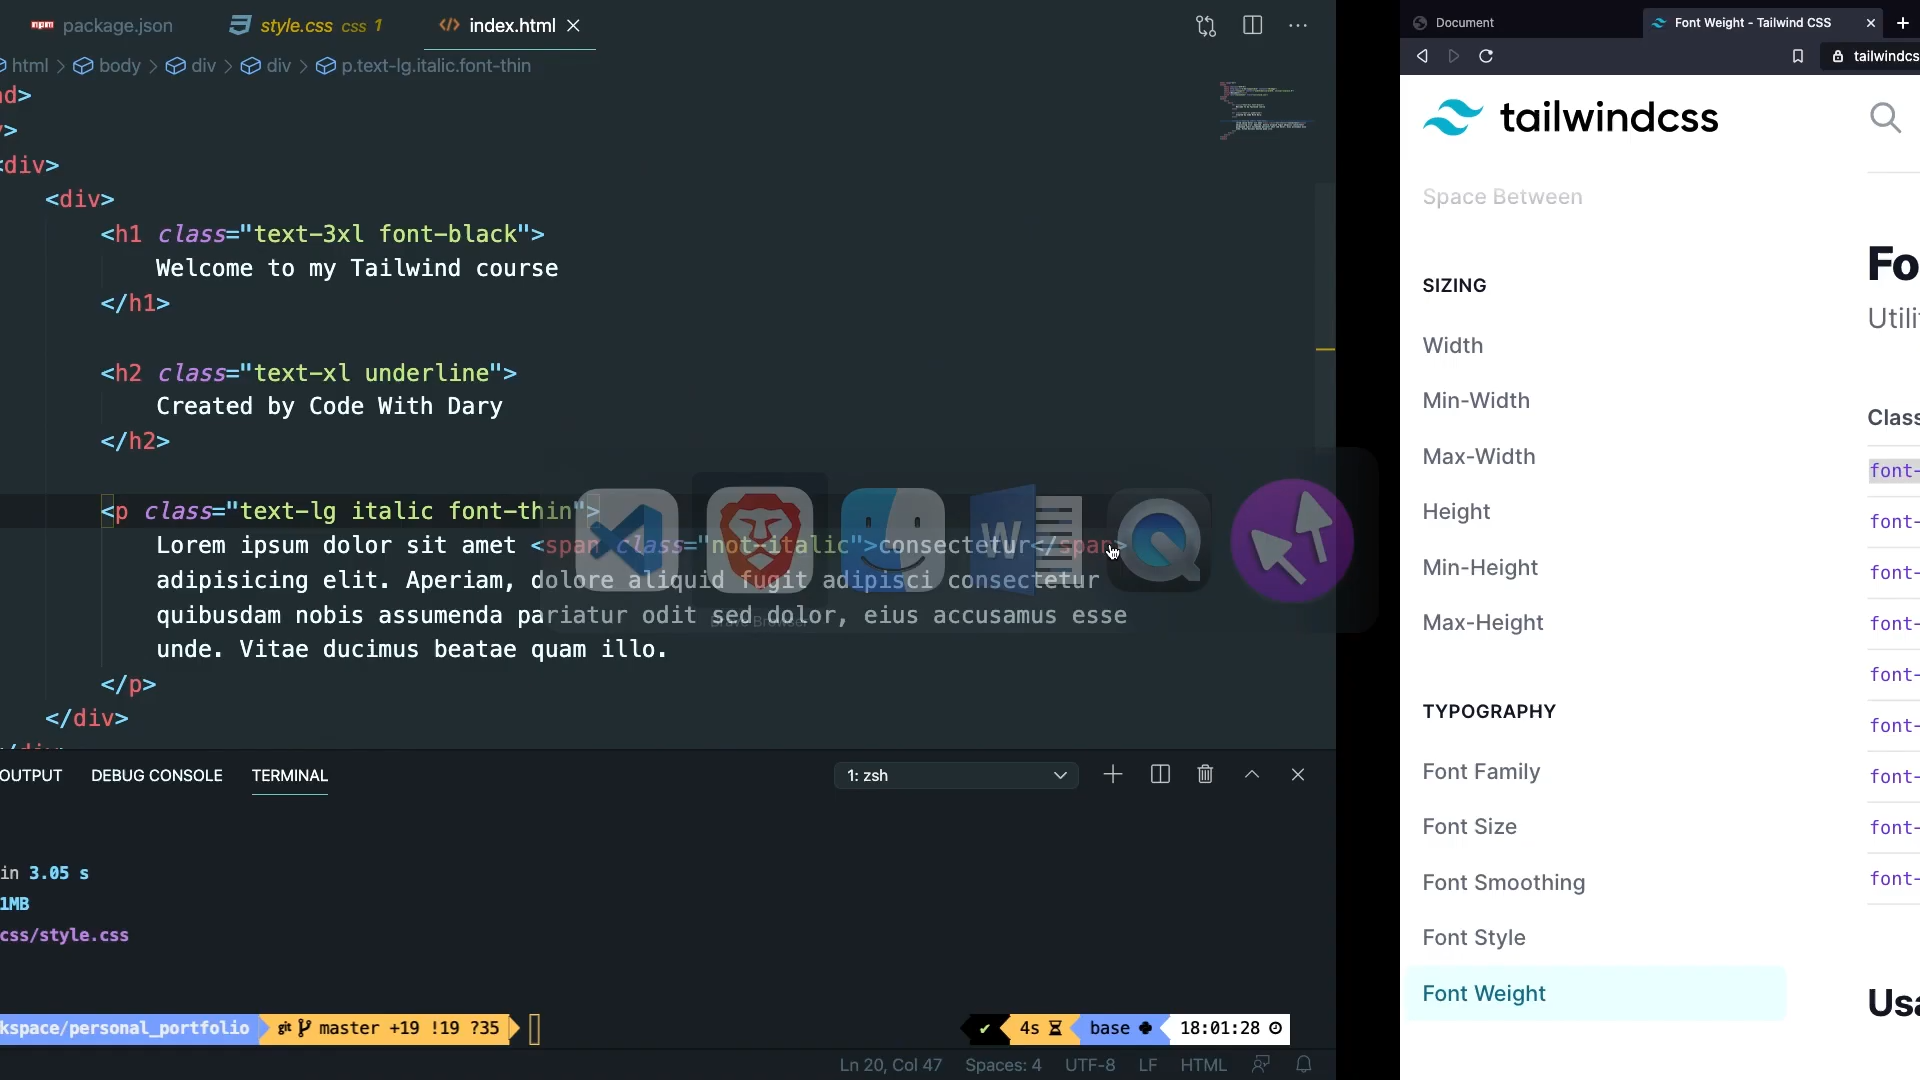 package.json
style.css css 1
index.html
html > body > div > div > p.text-lg.italic.font-thin
ad>
>
<div>
<div>
<h1 class="text-3xl font-black">
Welcome to my Tailwind course
</h1>
<h2 class="text-xl underline">
Created by Code With Dary
</h2>
<p class="text-lg italic font-thin">
Lorem ipsum dolor sit amet <span class="not-italic">consectetur</span>
adipisicing elit. Aperiam, dolore aliquid fugit adipisci consectetur
quibusdam nobis assumenda pariatur odit sed dolor, eius accusamus esse
unde. Vitae ducimus beatae quam illo.
</p>
</div>
Brave Browser
OUTPUT
DEBUG CONSOLE
TERMINAL
1: zsh
in 3.05 s
1MB
css/style.css
kspace/personal_portfolio
git master +19 !19 ?35
4s
base
18:01:28
Ln 20, Col 47
Spaces: 4
UTF-8
LF
HTML
Document
Font Weight - Tailwind CSS
tailwindcs
tailwindcss
Space Between
SIZING
Width
Min-Width
Max-Width
Height
Min-Height
Max-Height
TYPOGRAPHY
Font Family
Font Size
Font Smoothing
Font Style
Font Weight
Fo
Utili
Class
font-
font-
font-
font-
font-
font-
font-
font-
font-
Usa